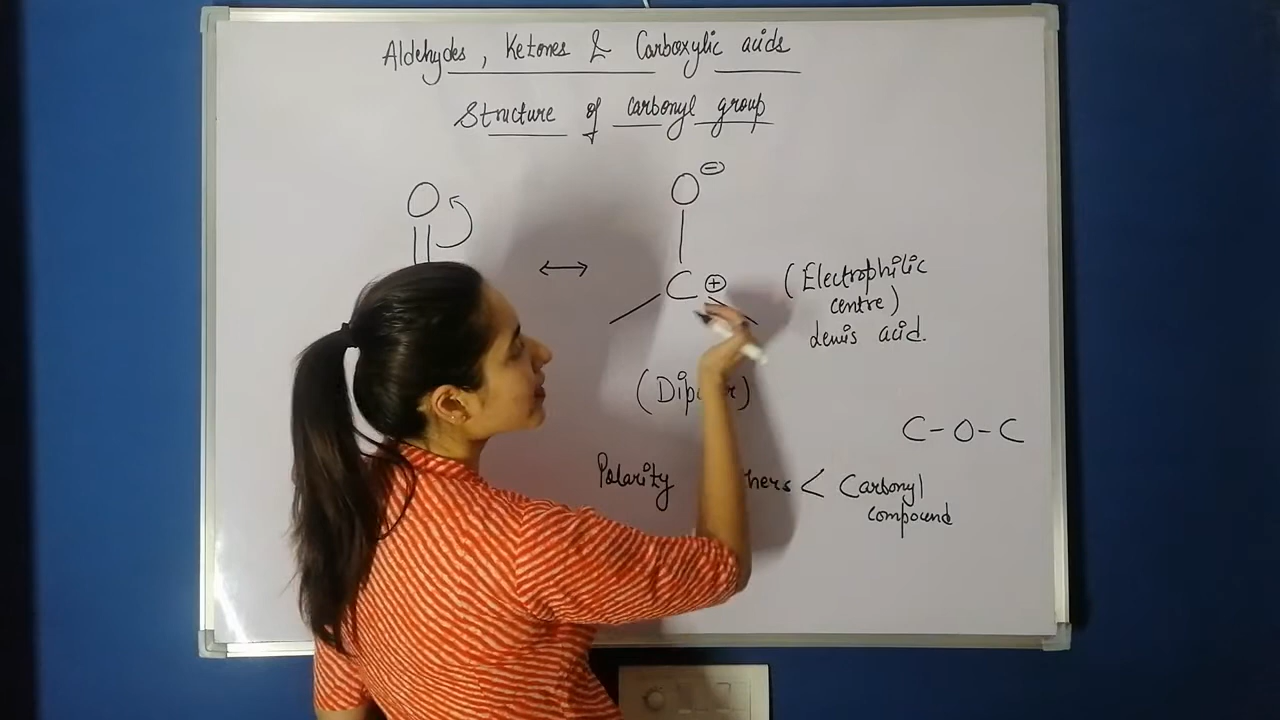 Aldehydes, Ketones & Carboxylic acids
Structure of carbonyl group
O
O ⊖
C ⊕
↔
(Electrophilic
centre)
Lewis acid.
C-O-C
Polarity < Carbonyl
compound